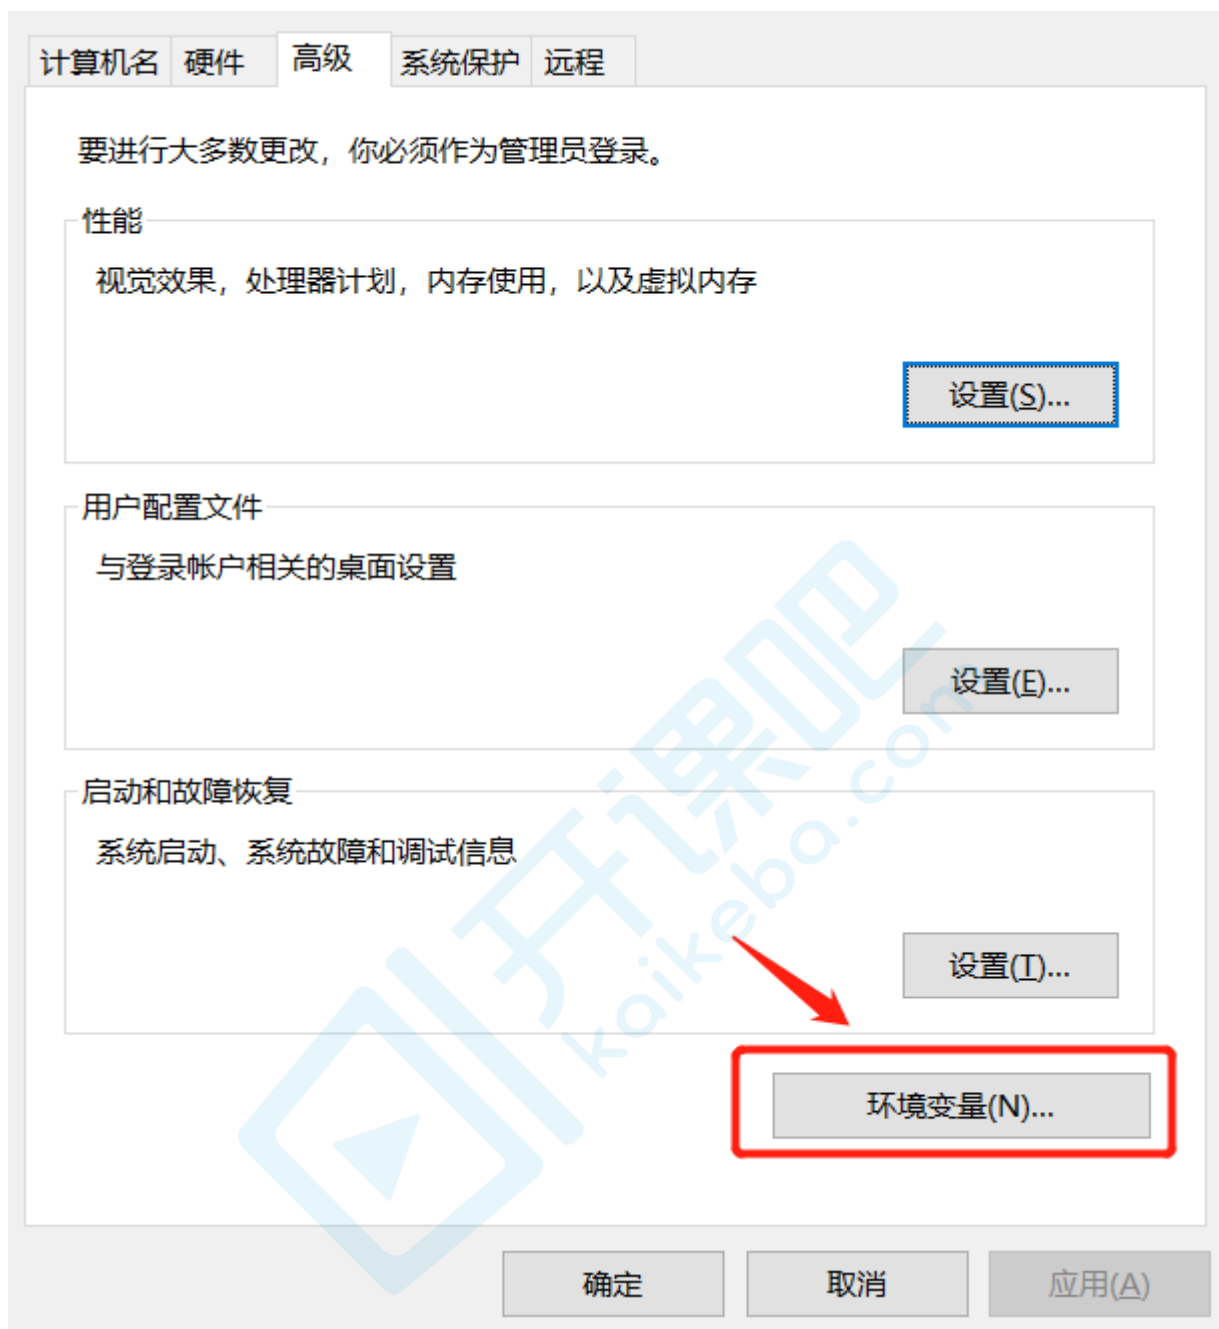 计算机名 硬件 高级 系统保护 远程
要进行大多数更改，你必须作为管理员登录。
性能
视觉效果，处理器计划，内存使用，以及虚拟内存
设置(S)...
用户配置文件
与登录帐户相关的桌面设置
设置(E)...
启动和故障恢复
系统启动、系统故障和调试信息
设置(T)...
环境变量(N)...
确定 取消 应用(A)
开课吧
kaikeba.com